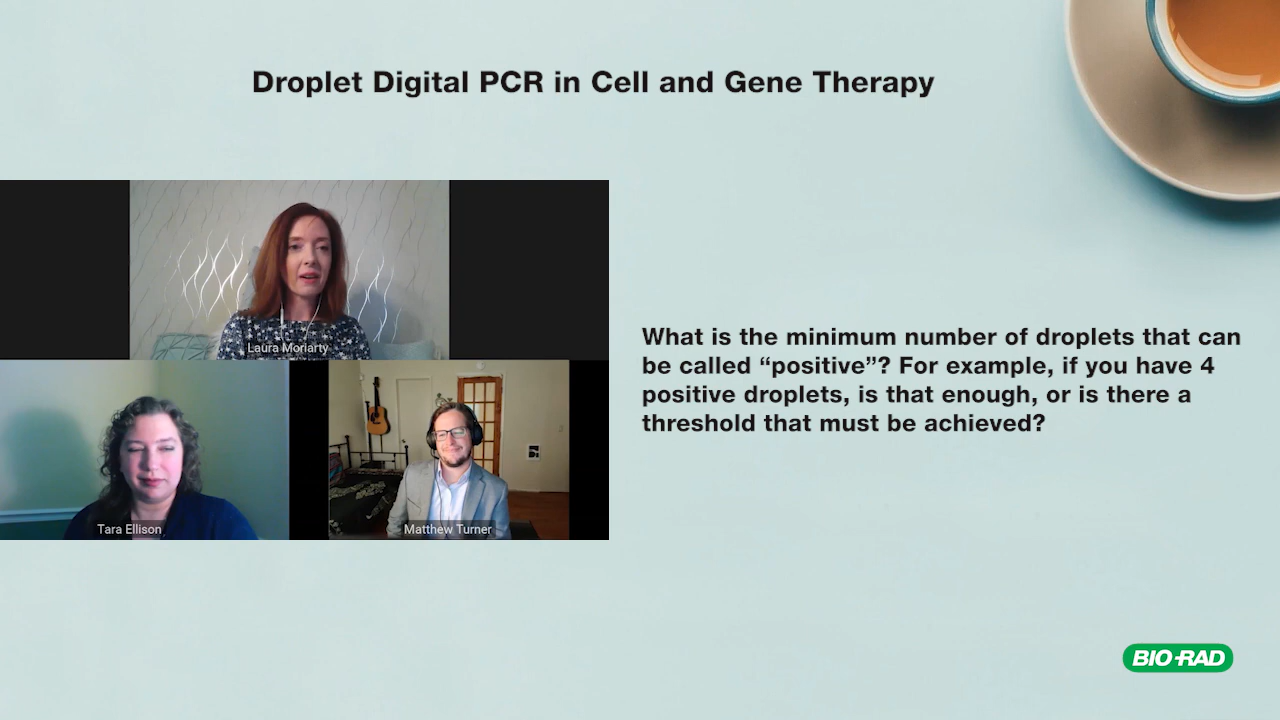 Droplet Digital PCR in Cell and Gene Therapy
Laura Moriarty
Tara Ellison
Matthew Turner
What is the minimum number of droplets that can
be called “positive”? For example, if you have 4
positive droplets, is that enough, or is there a
threshold that must be achieved?
BIO-RAD